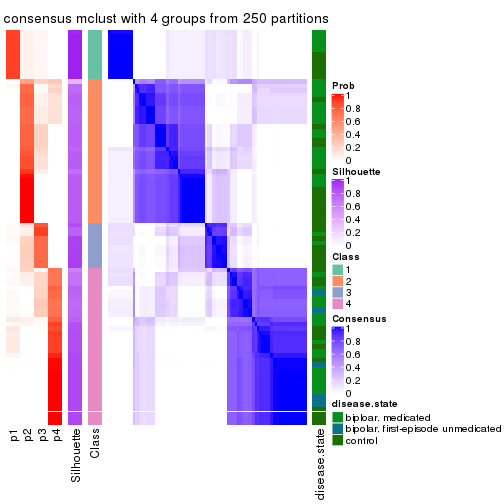 consensus mclust with 4 groups from 250 partitions
Prob
1
0.8
0.6
0.4
0.2
0
Silhouette
1
0.8
0.6
0.4
0.2
0
Class
1
2
3
4
Consensus
1
0.8
0.6
0.4
0.2
0
disease.state
biploar, medicated
bipolar, first-episode unmedicated
control
p1
p2
p3
p4
Silhouette
Class
disease.state